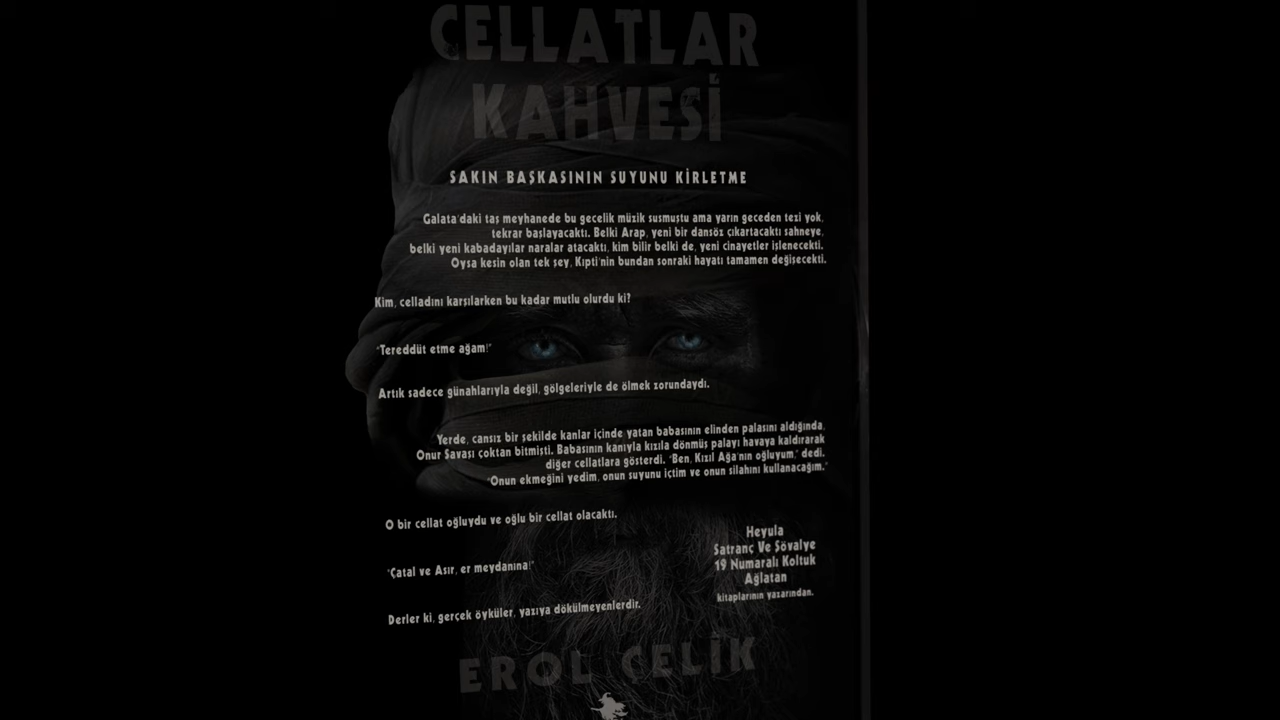 CELLATLAR
KAHVESİ
SAKIN BAŞKASININ SUYUNU KİRLETME
Galata'daki taş meyhanede bu gecelik müzik susmuştu ama yarın geceden tezi yok,
tekrar başlayacaktı. Belki Arap, yeni bir dansöz çıkartacaktı sahneye,
belki yeni kabadayılar naralar atacaktı, kim bilir belki de, yeni cinayetler işlenecekti.
Oysa kesin olan tek şey, Kıpti'nin bundan sonraki hayatı tamamen değişecekti.
Kim, celladını karşılarken bu kadar mutlu olurdu ki?
"Tereddüt etme ağam!"
Artık sadece günahlarıyla değil, gölgeleriyle de ölmek zorundaydı.
Yerde, cansız bir şekilde kanlar içinde yatan babasının elinden palasını aldığında,
Onur Savaşı çoktan bitmişti. Babasının kanıyla kızıla dönmüş palayı havaya kaldırarak
diğer cellatlara gösterdi. "Ben, Kızıl Ağa'nın oğluyum." dedi.
"Onun ekmeğini yedim, onun suyunu içtim ve onun silahını kullanacağım."
O bir cellat oğluydu ve oğlu bir cellat olacaktı.
"Çatal ve Asır, er meydanına!"
Derler ki, gerçek öyküler, yazıya dökülmeyenlerdir.
Heyula
Satranç Ve Şövalye
19 Numaralı Koltuk
Ağlatan
kitaplarının yazarından.
EROL ÇELİK